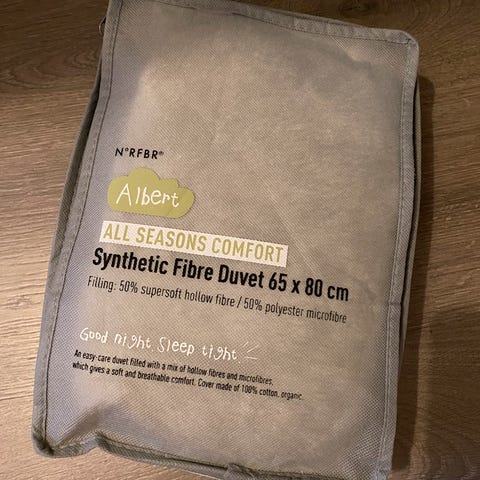 N°RFBR®
Albert
ALL SEASONS COMFORT
Synthetic Fibre Duvet 65 x 80 cm
Filling: 50% supersoft hollow fibre / 50% polyester microfibre
Good night Sleep tight
An easy-care duvet filled with a mix of hollow fibres and microfibres,
which gives a soft and breathable comfort. Cover made of 100% cotton, organic.